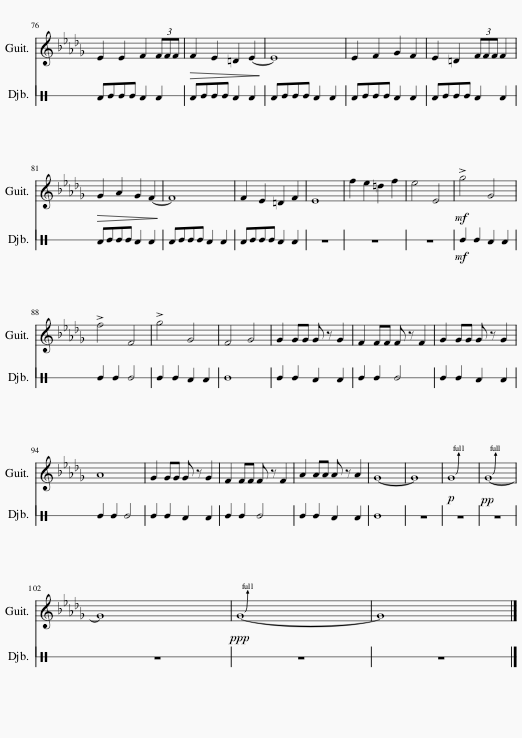 76
3
Guit.
Djb.
3
81
Guit.
mf
Djb.
mf
88
Guit.
Djb.
94
full
full
Guit.
p
pp
Djb.
102
full
Guit.
ppp
Djb.